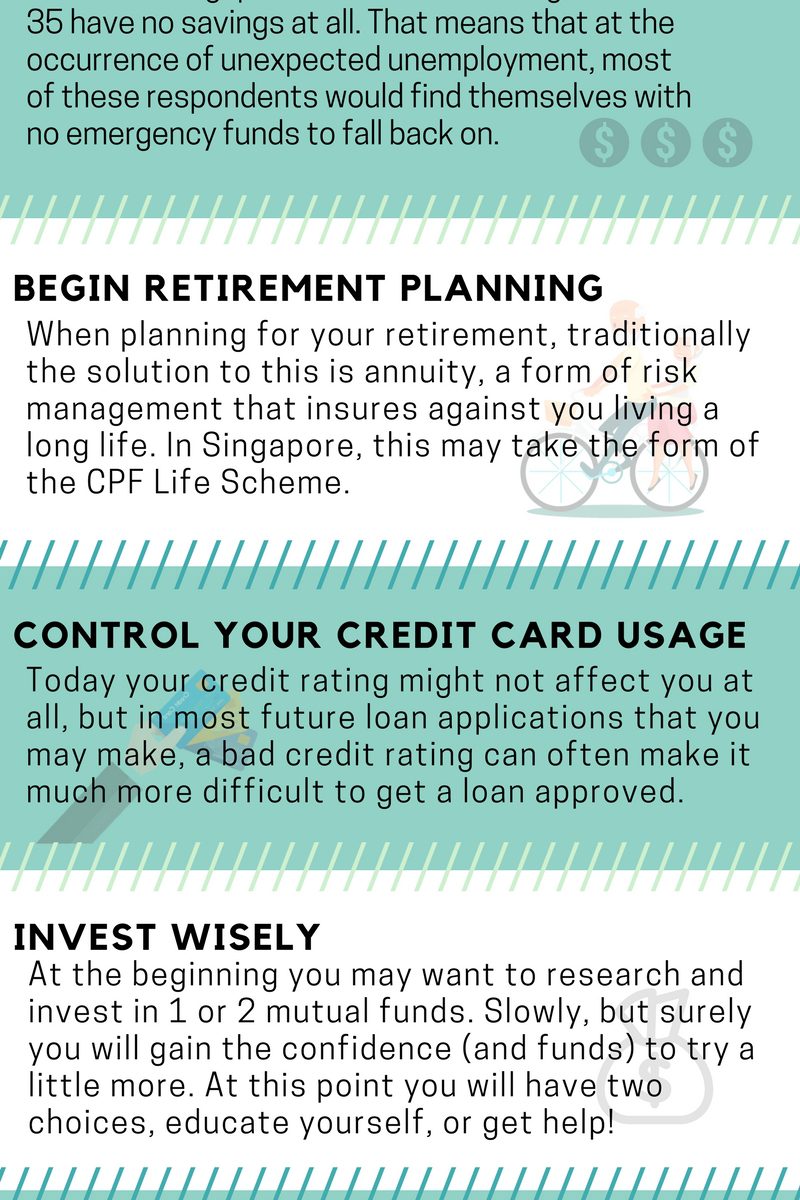 35 have no savings at all. That means that at the
occurrence of unexpected unemployment, most
of these respondents would find themselves with
no emergency funds to fall back on.
$ $ $
BEGIN RETIREMENT PLANNING
When planning for your retirement, traditionally
the solution to this is annuity, a form of risk
management that insures against you living a
long life. In Singapore, this may take the form of
the CPF Life Scheme.
CONTROL YOUR CREDIT CARD USAGE
Today your credit rating might not affect you at
all, but in most future loan applications that you
may make, a bad credit rating can often make it
much more difficult to get a loan approved.
INVEST WISELY
At the beginning you may want to research and
invest in 1 or 2 mutual funds. Slowly, but surely
you will gain the confidence (and funds) to try a
little more. At this point you will have two
choices, educate yourself, or get help!
$